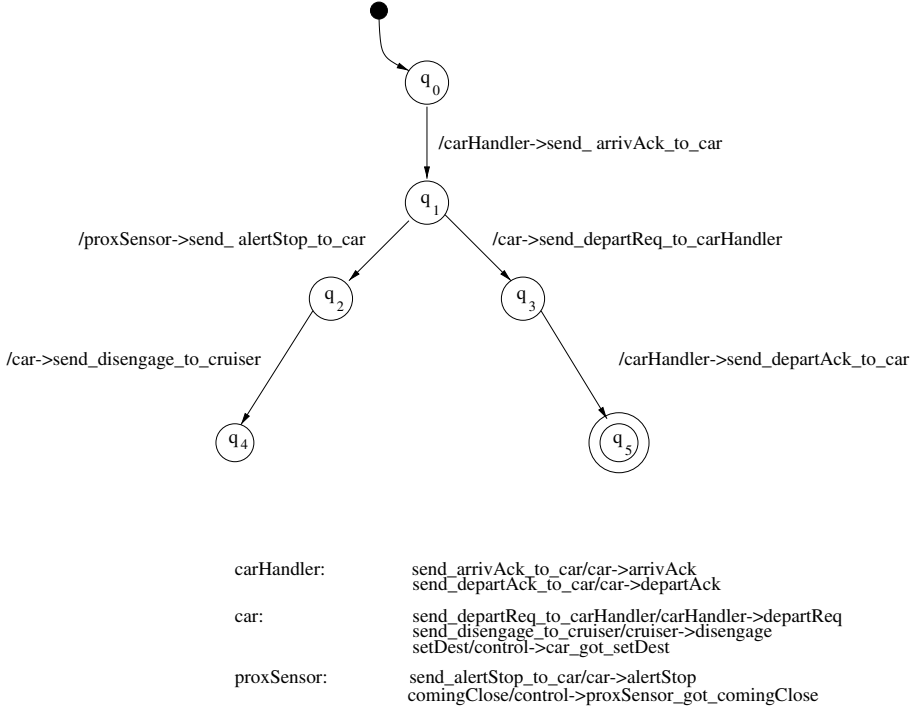 q0
/carHandler->send_ arrivAck_to_car
q1
/proxSensor->send_ alertStop_to_car
/car->send_departReq_to_carHandler
q2
q3
/car->send_disengage_to_cruiser
/carHandler->send_departAck_to_car
q4
q5
carHandler: send_arrivAck_to_car/car->arrivAck
send_departAck_to_car/car->departAck
car: send_departReq_to_carHandler/carHandler->departReq
send_disengage_to_cruiser/cruiser->disengage
setDest/control->car_got_setDest
proxSensor: send_alertStop_to_car/car->alertStop
comingClose/control->proxSensor_got_comingClose